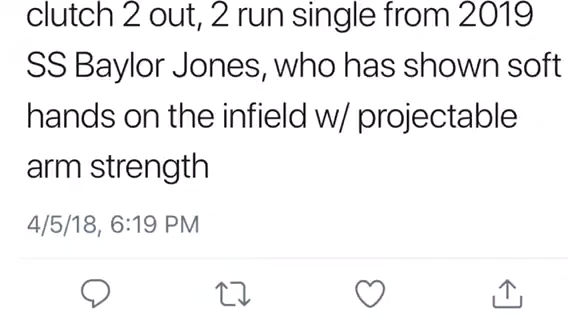 clutch 2 out, 2 run single from 2019
SS Baylor Jones, who has shown soft
hands on the infield w/ projectable
arm strength
4/5/18, 6:19 PM